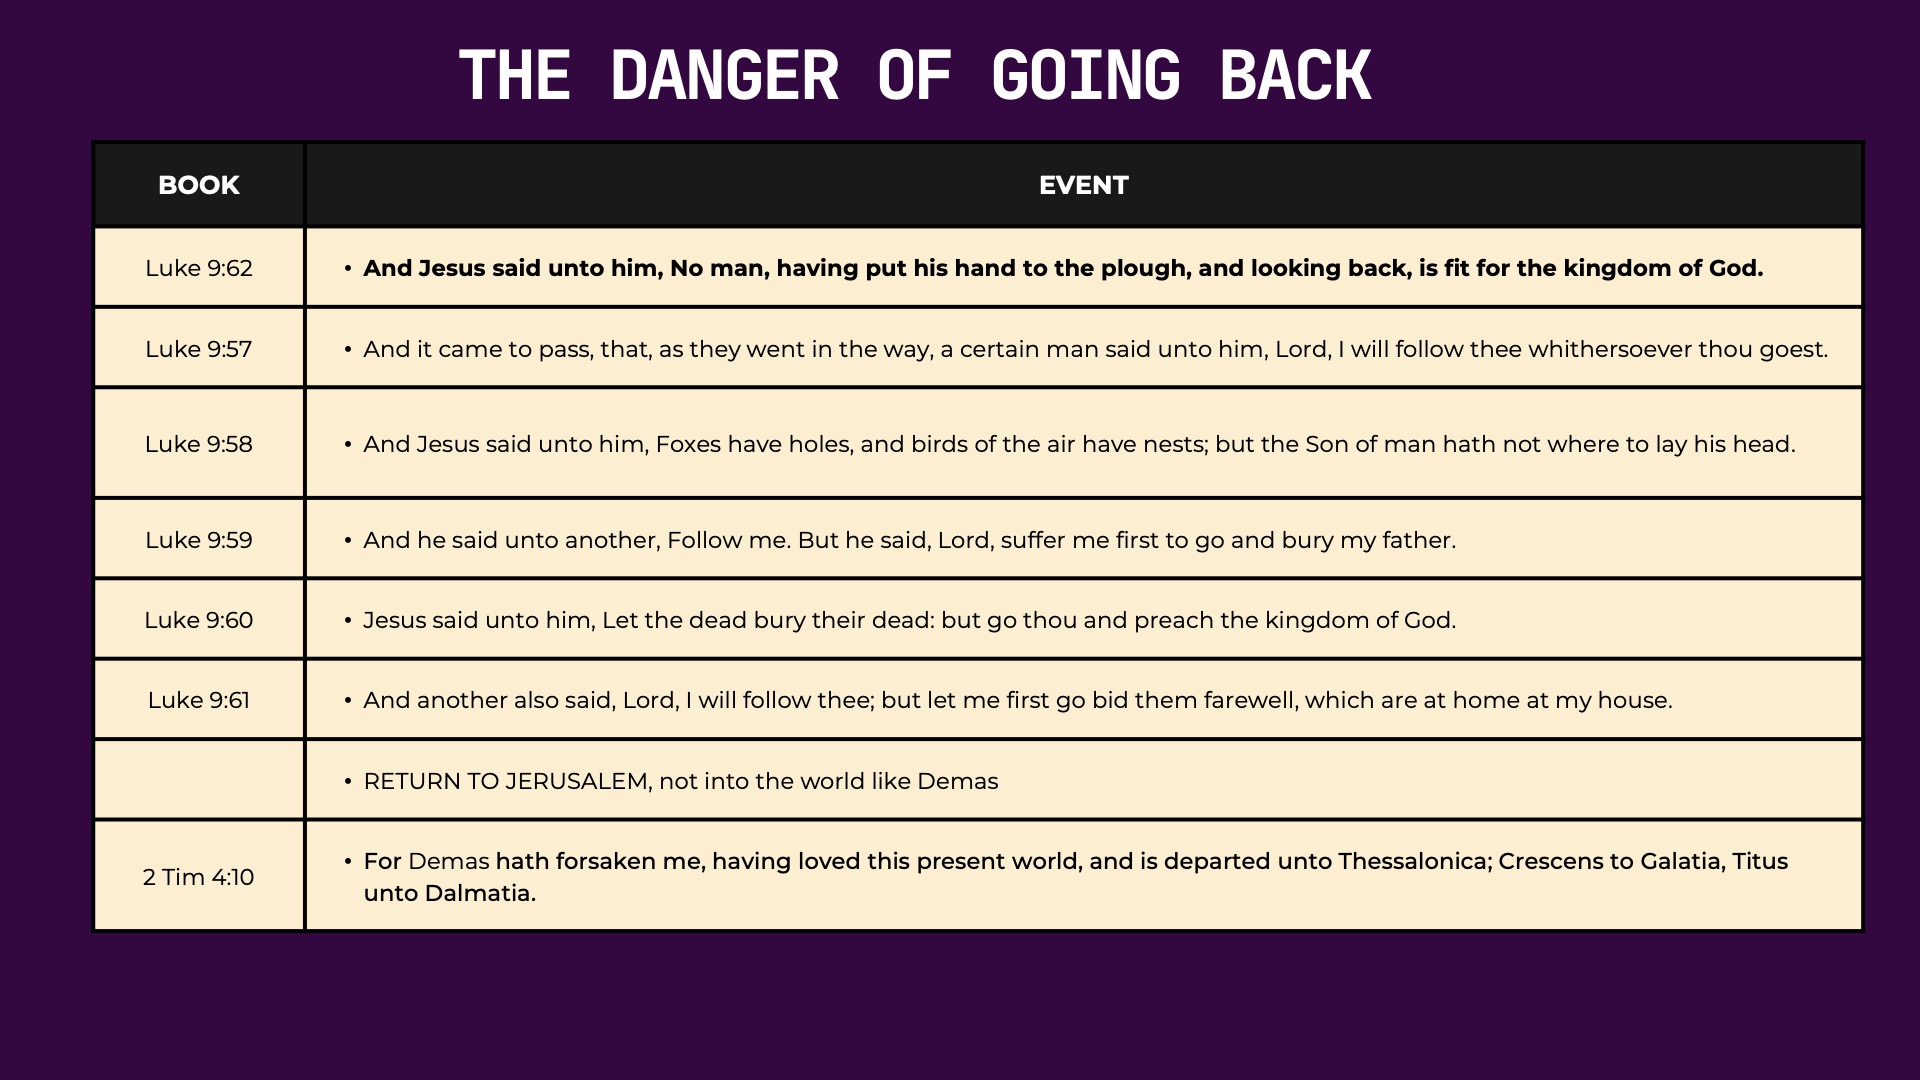 THE DANGER OF GOING BACK
BOOK
EVENT
Luke 9:62
• And Jesus said unto him, No man, having put his hand to the plough, and looking back, is fit for the kingdom of God.
Luke 9:57
• And it came to pass, that, as they went in the way, a certain man said unto him, Lord, I will follow thee whithersoever thou goest.
Luke 9:58
• And Jesus said unto him, Foxes have holes, and birds of the air have nests; but the Son of man hath not where to lay his head.
Luke 9:59
• And he said unto another, Follow me. But he said, Lord, suffer me first to go and bury my father.
Luke 9:60
• Jesus said unto him, Let the dead bury their dead: but go thou and preach the kingdom of God.
Luke 9:61
• And another also said, Lord, I will follow thee; but let me first go bid them farewell, which are at home at my house.
• RETURN TO JERUSALEM, not into the world like Demas
2 Tim 4:10
• For Demas hath forsaken me, having loved this present world, and is departed unto Thessalonica; Crescens to Galatia, Titus
unto Dalmatia.